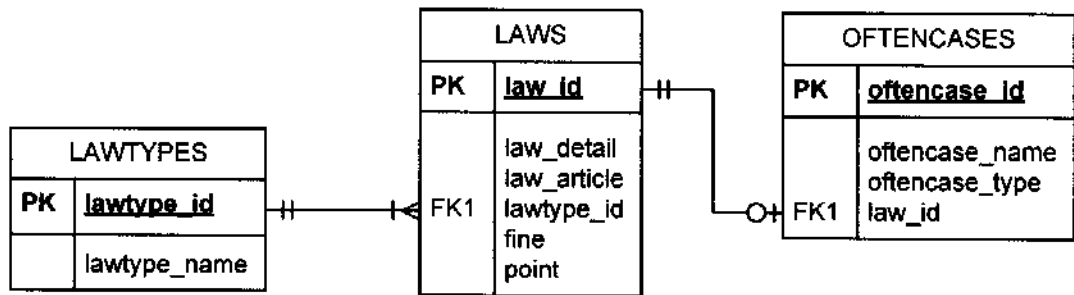 LAWTYPES
PK lawtype_id
lawtype_name
LAWS
PK law_id
law_detail
law_article
FK1 lawtype_id
fine
point
OFTENCASES
PK oftencase_id
oftencase_name
oftencase_type
FK1 law_id